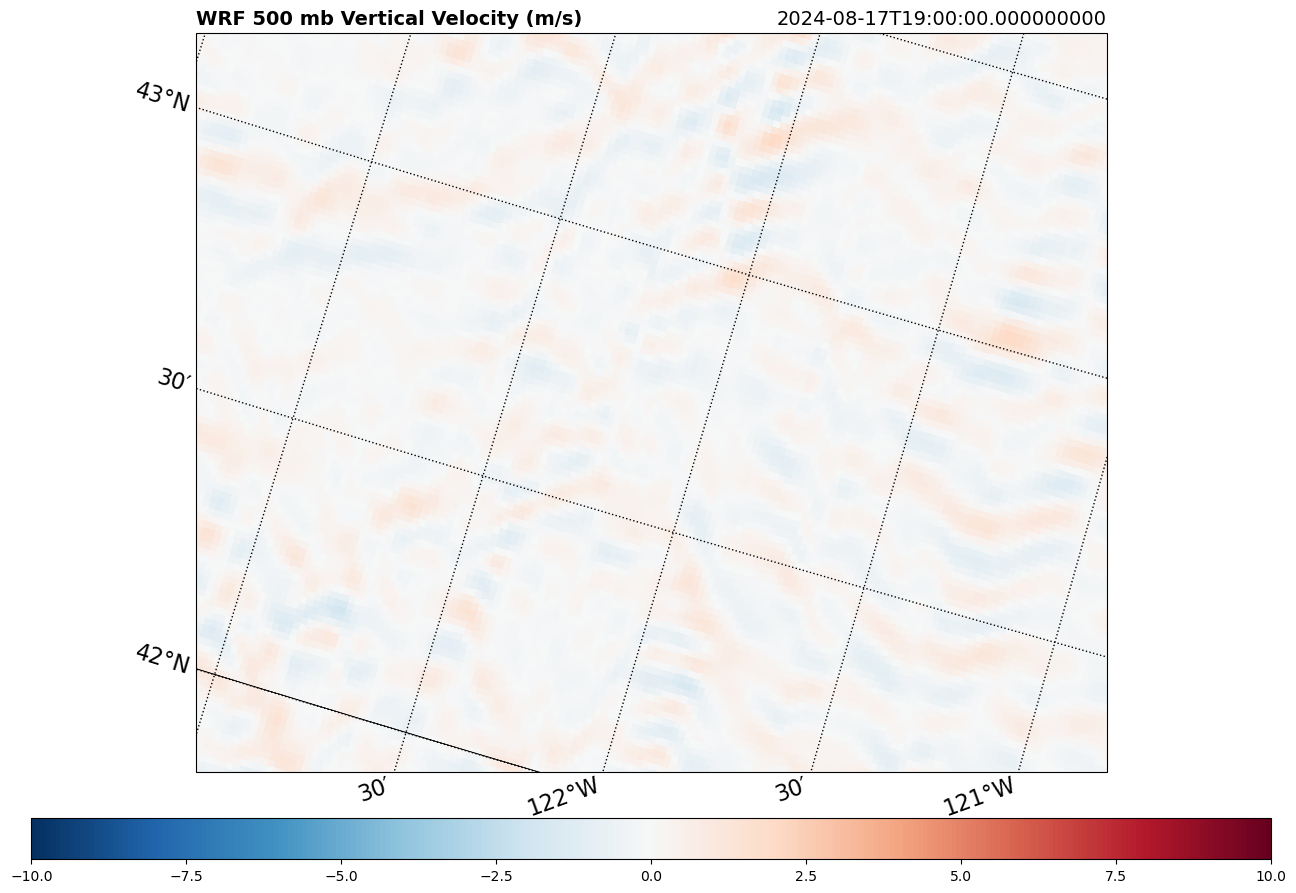 WRF 500 mb Vertical Velocity (m/s)
2024-08-17T19:00:00.000000000
43°N
30′
42°N
30′
122°W
30′
121°W
−10.0
−7.5
−5.0
−2.5
0.0
2.5
5.0
7.5
10.0